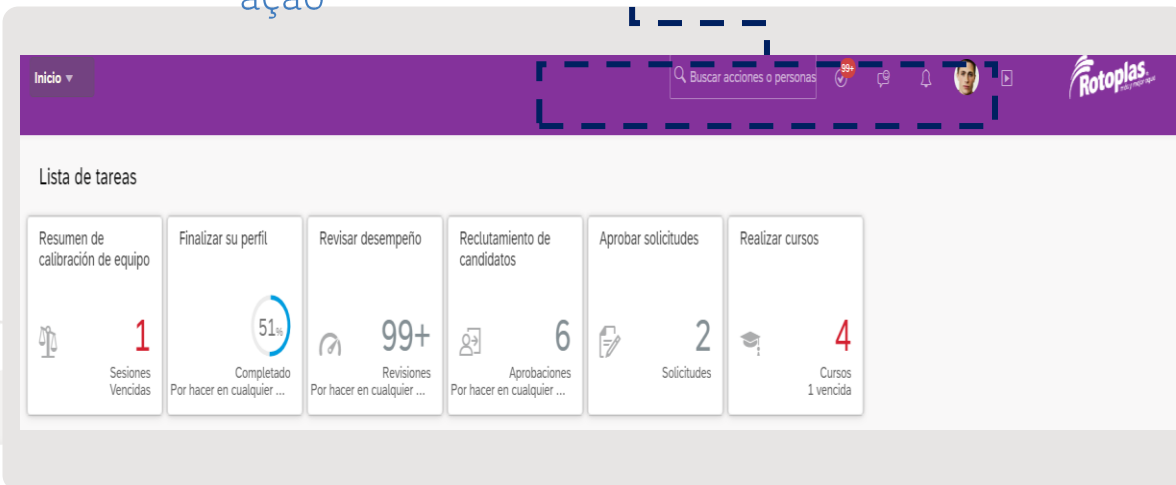 ação
Inicio
Buscar acciones o personas
99+
Rotoplas
Lista de tareas
Resumen de
calibración de equipo
1
Sesiones
Vencidas
Finalizar su perfil
51%
Completado
Por hacer en cualquier ...
Revisar desempeño
99+
Revisiones
Por hacer en cualquier ...
Reclutamiento de
candidatos
6
Aprobaciones
Por hacer en cualquier ...
Aprobar solicitudes
2
Solicitudes
Realizar cursos
4
Cursos
1 vencida